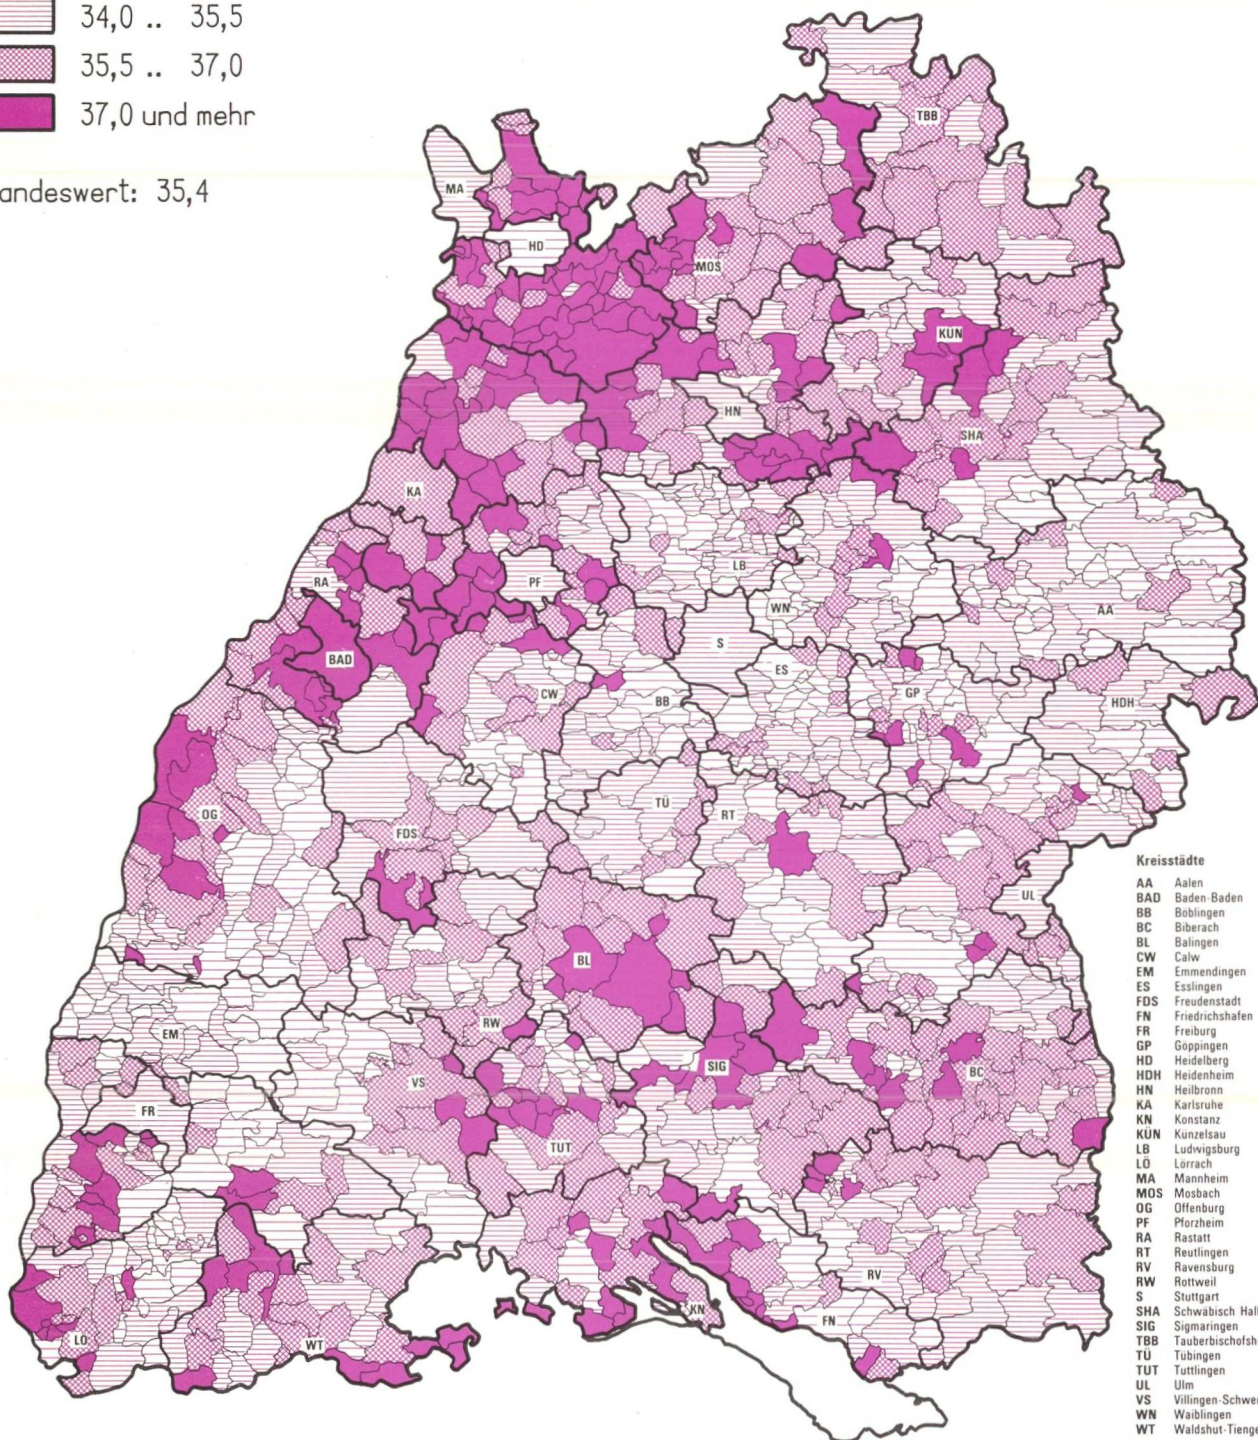 34,0 .. 35,5
35,5 .. 37,0
37,0 und mehr
andeswert: 35,4
TBB
MA
HD
MOS
KÜN
HN
SHA
KA
LB
RA
PF
WN
AA
S
BAD
ES
CW
BB
GP
HDH
TÜ
RT
OG
FDS
UL
BL
RW
EM
SIG
BC
VS
FR
TUT
RV
KN
FN
LÖ
WT
Kreisstädte
AA Aalen
BAD Baden-Baden
BB Böblingen
BC Biberach
BL Balingen
CW Calw
EM Emmendingen
ES Esslingen
FDS Freudenstadt
FN Friedrichshafen
FR Freiburg
GP Göppingen
HD Heidelberg
HDH Heidenheim
HN Heilbronn
KA Karlsruhe
KN Konstanz
KÜN Künzelsau
LB Ludwigsburg
LÖ Lörrach
MA Mannheim
MOS Mosbach
OG Offenburg
PF Pforzheim
RA Rastatt
RT Reutlingen
RV Ravensburg
RW Rottweil
S Stuttgart
SHA Schwäbisch Hall
SIG Sigmaringen
TBB Tauberbischofsh
TÜ Tübingen
TUT Tuttlingen
UL Ulm
VS Villingen-Schwe
WN Waiblingen
WT Waldshut-Tienge